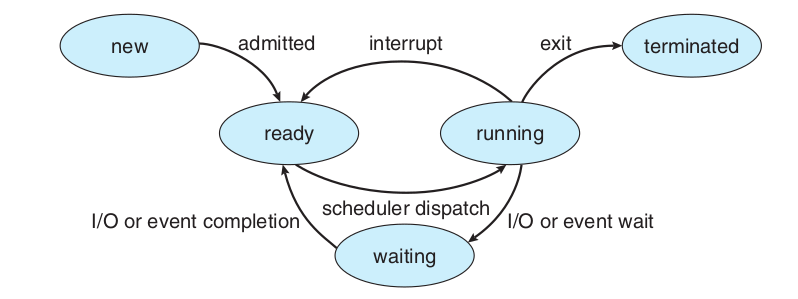 new
admitted
interrupt
exit
terminated
ready
running
scheduler dispatch
I/O or event completion
I/O or event wait
waiting